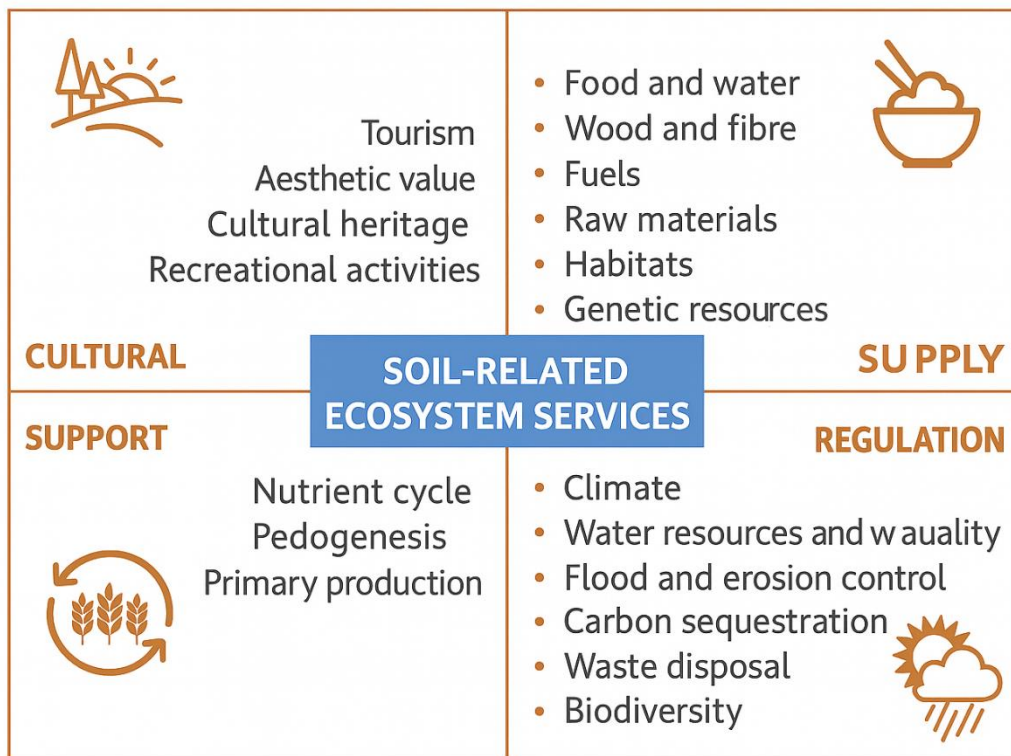 Tourism
Aesthetic value
Cultural heritage
Recreational activities
CULTURAL
• Food and water
• Wood and fibre
• Fuels
• Raw materials
• Habitats
• Genetic resources
SUPPLY
SOIL-RELATED
ECOSYSTEM SERVICES
SUPPORT
Nutrient cycle
Pedogenesis
Primary production
REGULATION
• Climate
• Water resources and w auality
• Flood and erosion control
• Carbon sequestration
• Waste disposal
• Biodiversity